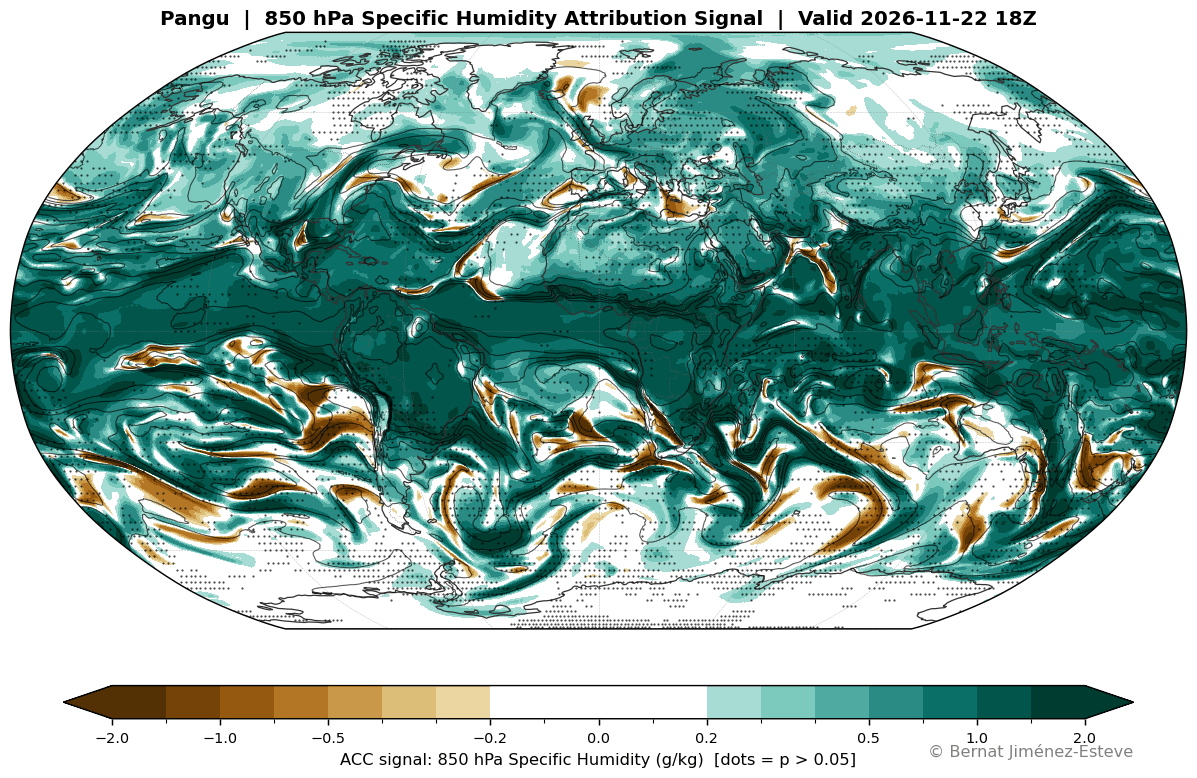 Pangu  |  850 hPa Specific Humidity Attribution Signal  |  Valid 2026-11-22 18Z
−2.0 −1.0 −0.5 −0.2 0.0 0.2 0.5 1.0 2.0
ACC signal: 850 hPa Specific Humidity (g/kg)  [dots = p > 0.05]
© Bernat Jiménez-Esteve